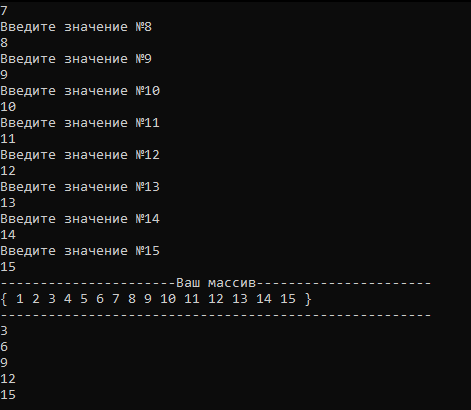 7
Введите значение №8
8
Введите значение №9
9
Введите значение №10
10
Введите значение №11
11
Введите значение №12
12
Введите значение №13
13
Введите значение №14
14
Введите значение №15
15
----------------------Ваш массив----------------------
{ 1 2 3 4 5 6 7 8 9 10 11 12 13 14 15 }
------------------------------------------------------
3
6
9
12
15